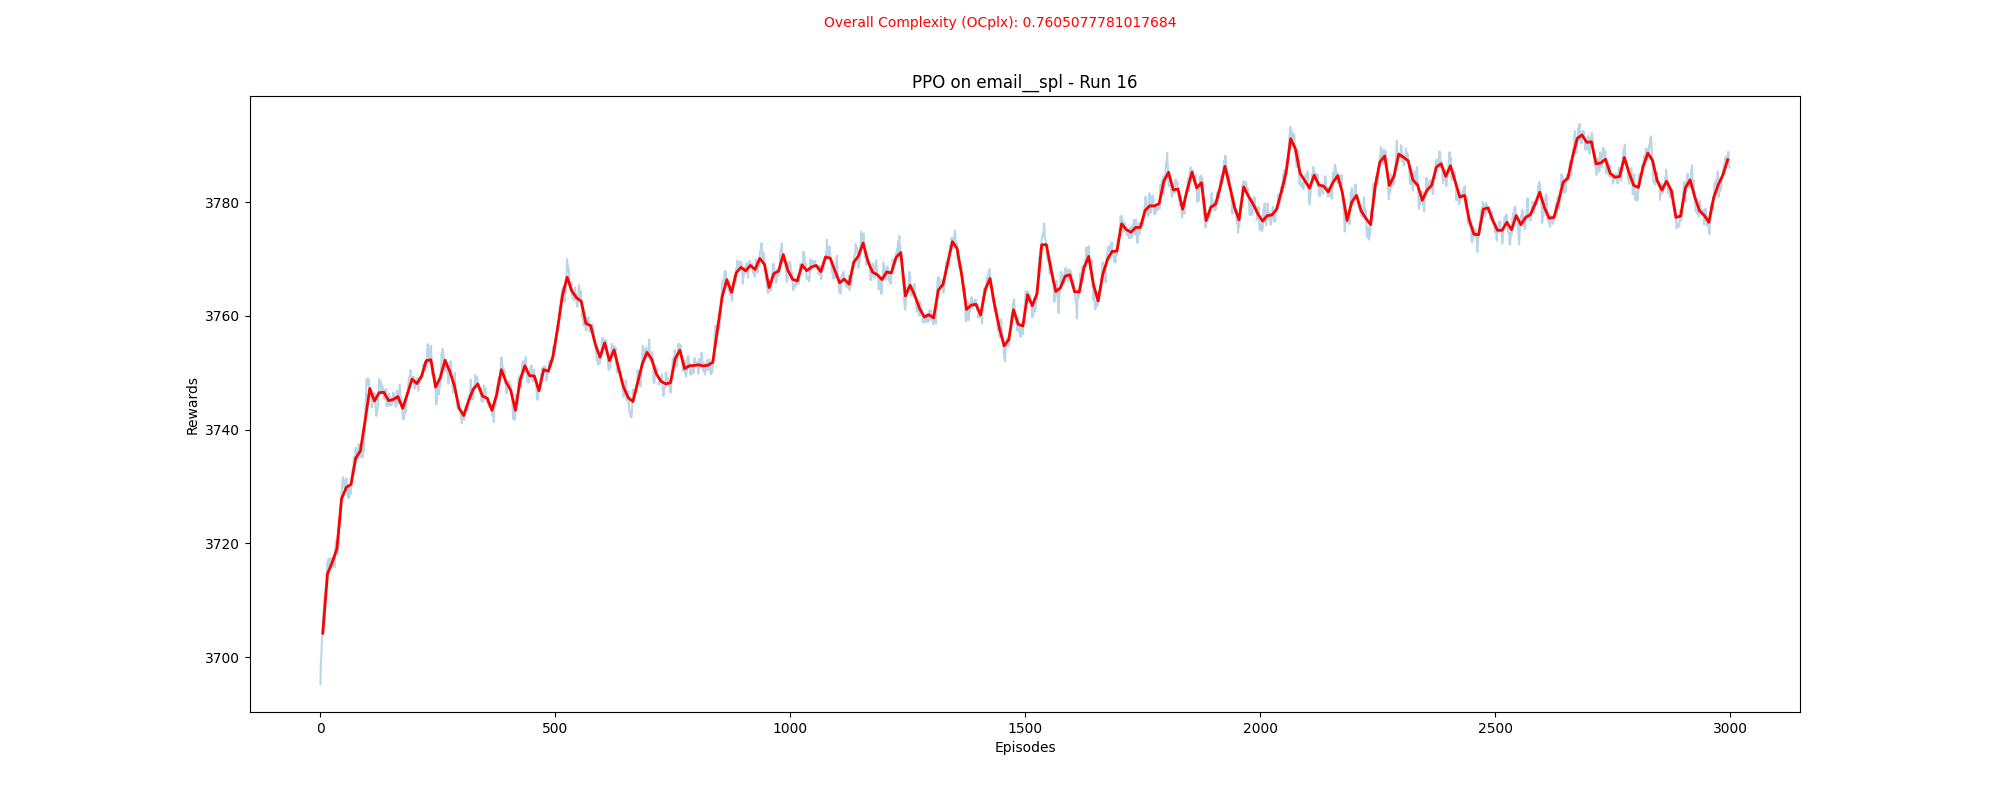 Overall Complexity (OCplx): 0.7605077781017684
PPO on email__spl - Run 16
Rewards
3780
3760
3740
3720
3700
0 500 1000 1500 2000 2500 3000
Episodes